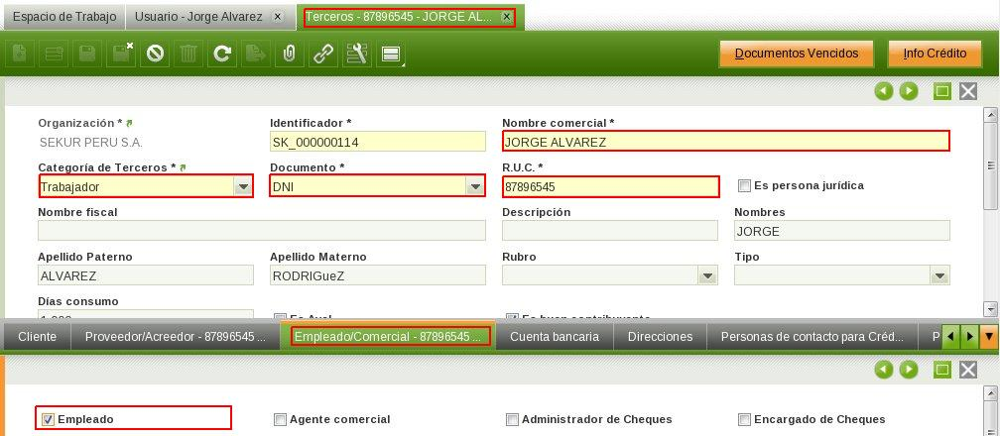 Espacio de Trabajo Usuario - Jorge Alvarez x Terceros - 87896545 - JORGE AL... x
Documentos Vencidos Info Crédito
Organización * Identificador * Nombre comercial *
SEKUR PERU S.A. SK_000000114 JORGE ALVAREZ
Categoría de Terceros * Documento * R.U.C. *
Trabajador DNI 87896545 Es persona jurídica
Nombre fiscal Descripción Nombres
JORGE
Apellido Paterno Apellido Materno Rubro Tipo
ALVAREZ RODRIGueZ
Días consumo
Es Aval Es buen contribuyente
Cliente Proveedor/Acreedor - 87896545 ... Empleado/Comercial - 87896545 ... Cuenta bancaria Direcciones Personas de contacto para Créd... P
Empleado Agente comercial Administrador de Cheques Encargado de Cheques